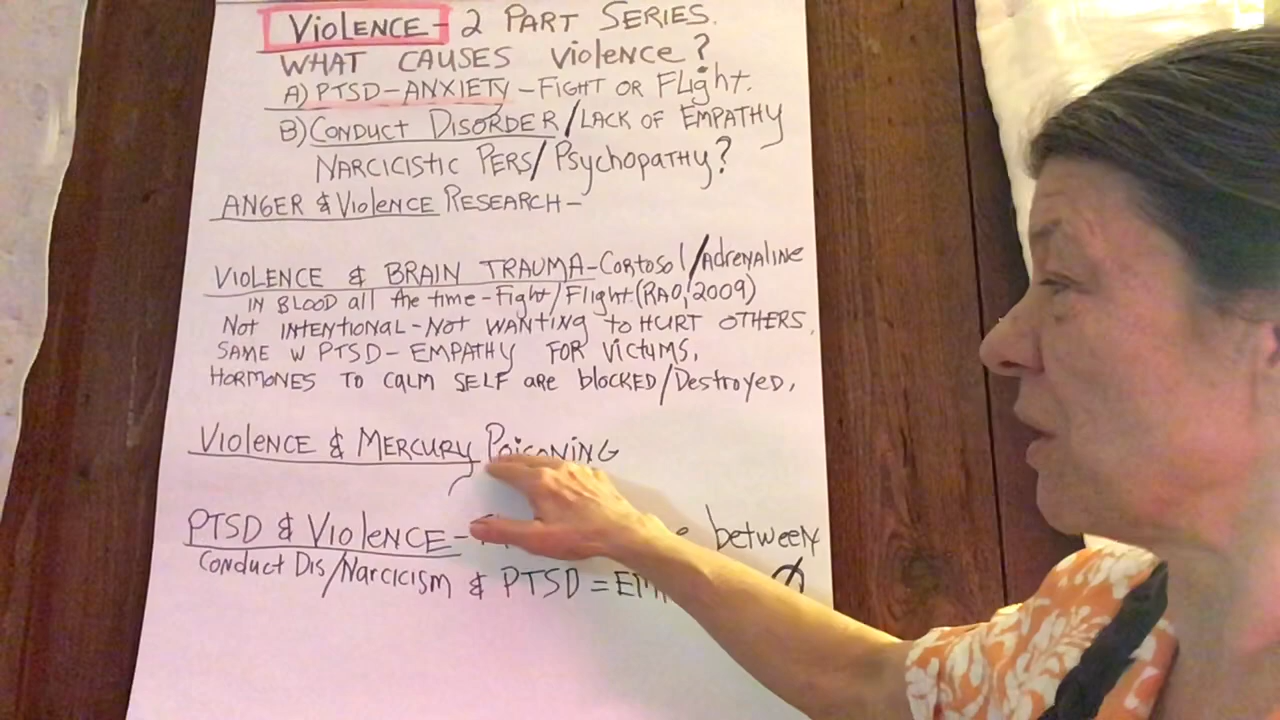 VIOLENCE - 2 PART SERIES.
WHAT CAUSES Violence?
A) PTSD-ANXIETY - FIGHT OR FLight.
B) CONDUCT DISORDER/LACK OF EMPATHY
NARCICISTIC PERS/PSychoPATHY?
ANGER & Violence RESEARCH-
VIOLENCE & BRAIN TRAUMA-Cortosol/AdreNAliNe
IN BLOOD all the time - Fight/Flight (RAO, 2009)
NOT INTENTIONAL-NOT WANTING to HURT OTHERS,
SAME W PTSD- EMPATHY FOR VictUMS,
HORMONES TO CALM SELF ARE blOCKED/DestroyED,
VIOLENCE & MERCURY POISONING
PTSD & VIOLENCE- between
Conduct Dis/NARCICISM & PTSD =